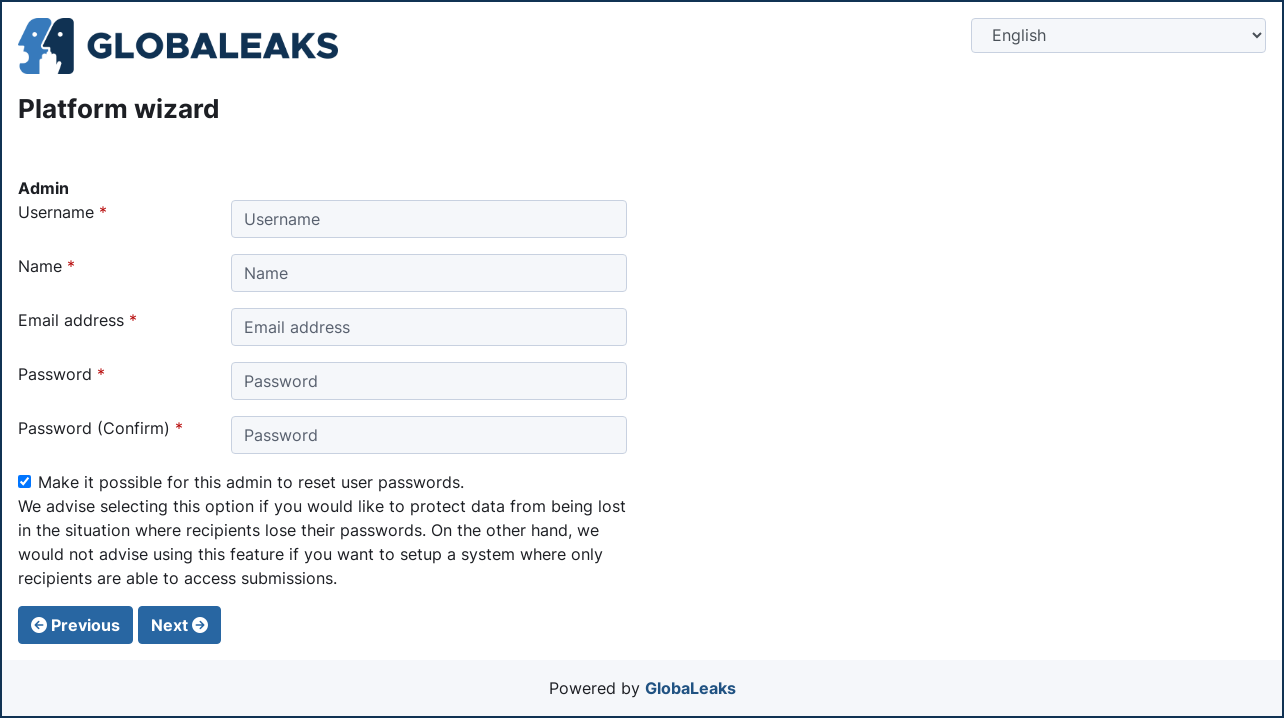 GLOBALEAKS
English
Platform wizard
Admin
Username *
Username
Name *
Name
Email address *
Email address
Password *
Password
Password (Confirm) *
Password
Make it possible for this admin to reset user passwords.
We advise selecting this option if you would like to protect data from being lost
in the situation where recipients lose their passwords. On the other hand, we
would not advise using this feature if you want to setup a system where only
recipients are able to access submissions.
Previous
Next
Powered by GlobaLeaks